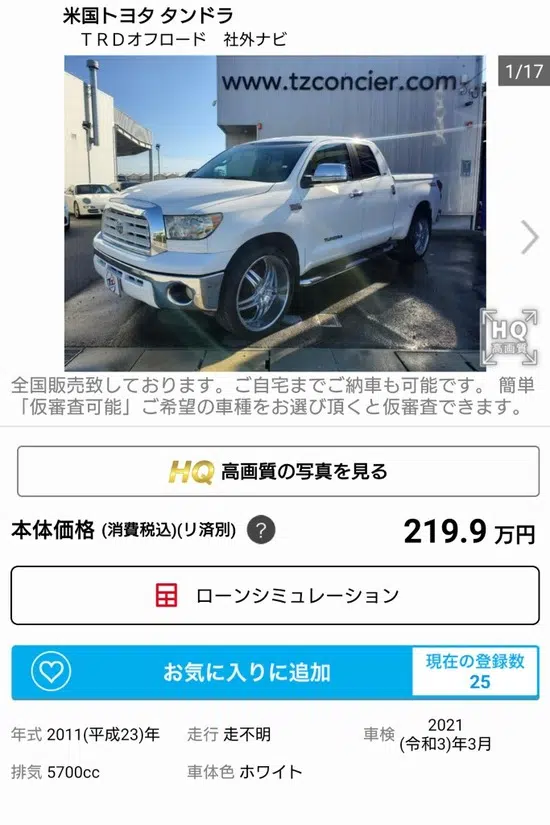 米国トヨタ タンドラ
ＴＲＤオフロード　社外ナビ
1/17
www.tzconcier.com
HQ
高画質
全国販売致しております。ご自宅までご納車も可能です。 簡単
「仮審査可能」ご希望の車種をお選び頂くと仮審査できます。
HQ 高画質の写真を見る
本体価格 (消費税込)(リ済別) ? 219.9 万円
ローンシミュレーション
お気に入りに追加 現在の登録数
25
年式 2011(平成23)年 走行 走不明 車検 2021
(令和3)年3月
排気 5700cc 車体色 ホワイト